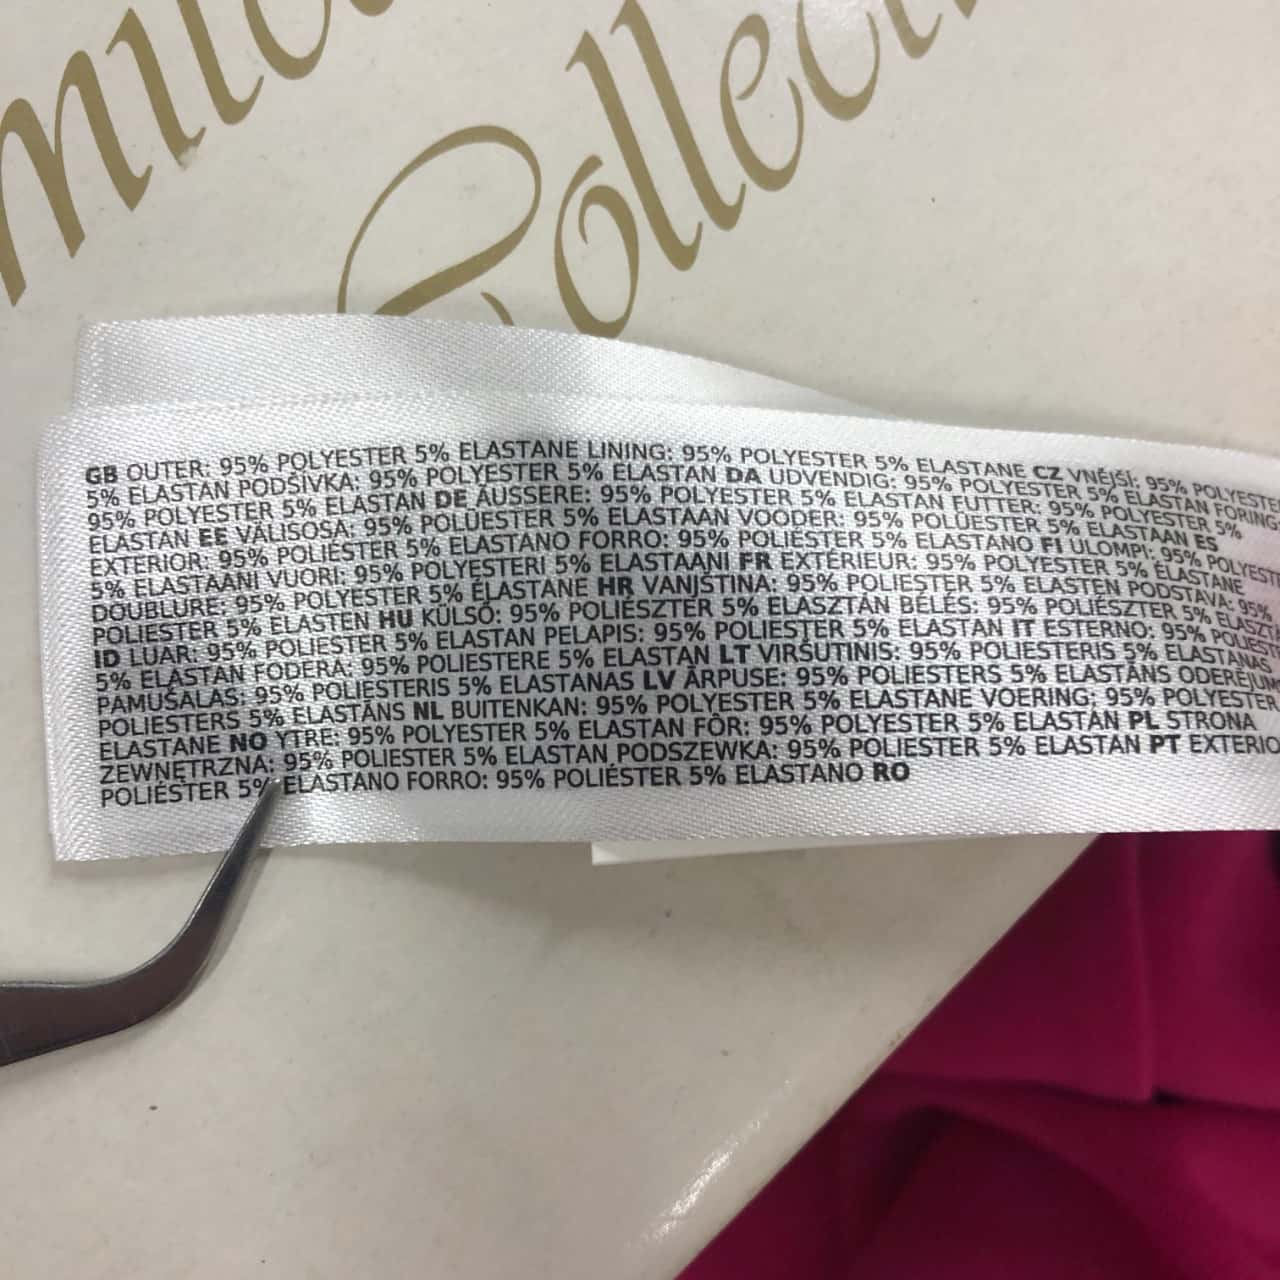 Collection
GB OUTER: 95% POLYESTER 5% ELASTANE LINING: 95% POLYESTER 5% ELASTANE CZ VNĚJŠÍ: 95% POLYESTER
5% ELASTAN PODŠÍVKA: 95% POLYESTER 5% ELASTAN DA UDVENDIG: 95% POLYESTER 5% ELASTAN FORING:
95% POLYESTER 5% ELASTAN DE ÄUSSERE: 95% POLYESTER 5% ELASTAN FUTTER: 95% POLYESTER 5%
ELASTAN EE VÄLISOSA: 95% POLÜESTER 5% ELASTAAN VOODER: 95% POLÜESTER 5% ELASTAAN ES
EXTERIOR: 95% POLIÉSTER 5% ELASTANO FORRO: 95% POLIÉSTER 5% ELASTANO FI ULOMPI: 95% POLYESTERI
5% ELASTAANI VUORI: 95% POLYESTERI 5% ELASTAANI FR EXTÉRIEUR: 95% POLYESTER 5% ÉLASTANE
DOUBLURE: 95% POLYESTER 5% ÉLASTANE HR VANJŠTINA: 95% POLIESTER 5% ELASTEN PODSTAVA: 95%
POLIESTER 5% ELASTEN HU KÜLSŐ: 95% POLIÉSZTER 5% ELASZTÁN BÉLÉS: 95% POLIÉSZTER 5% ELASZTÁN
ID LUAR: 95% POLIESTER 5% ELASTAN PELAPIS: 95% POLIESTER 5% ELASTAN IT ESTERNO: 95% POLIESTERE
5% ELASTAN FODERA: 95% POLIESTERE 5% ELASTAN LT VIRŠUTINIS: 95% POLIESTERIS 5% ELASTANAS
PAMUŠALAS: 95% POLIESTERIS 5% ELASTANAS LV ĀRPUSE: 95% POLIESTERS 5% ELASTĀNS ODERĒJUMS
POLIESTERS 5% ELASTĀNS NL BUITENKAN: 95% POLYESTER 5% ELASTANE VOERING: 95% POLYESTER
ELASTANE NO YTRE: 95% POLYESTER 5% ELASTAN FÔR: 95% POLYESTER 5% ELASTAN PL STRONA
ZEWNĘTRZNA: 95% POLIESTER 5% ELASTAN PODSZEWKA: 95% POLIESTER 5% ELASTAN PT EXTERIO
POLIÉSTER 5% ELASTANO FORRO: 95% POLIÉSTER 5% ELASTANO RO